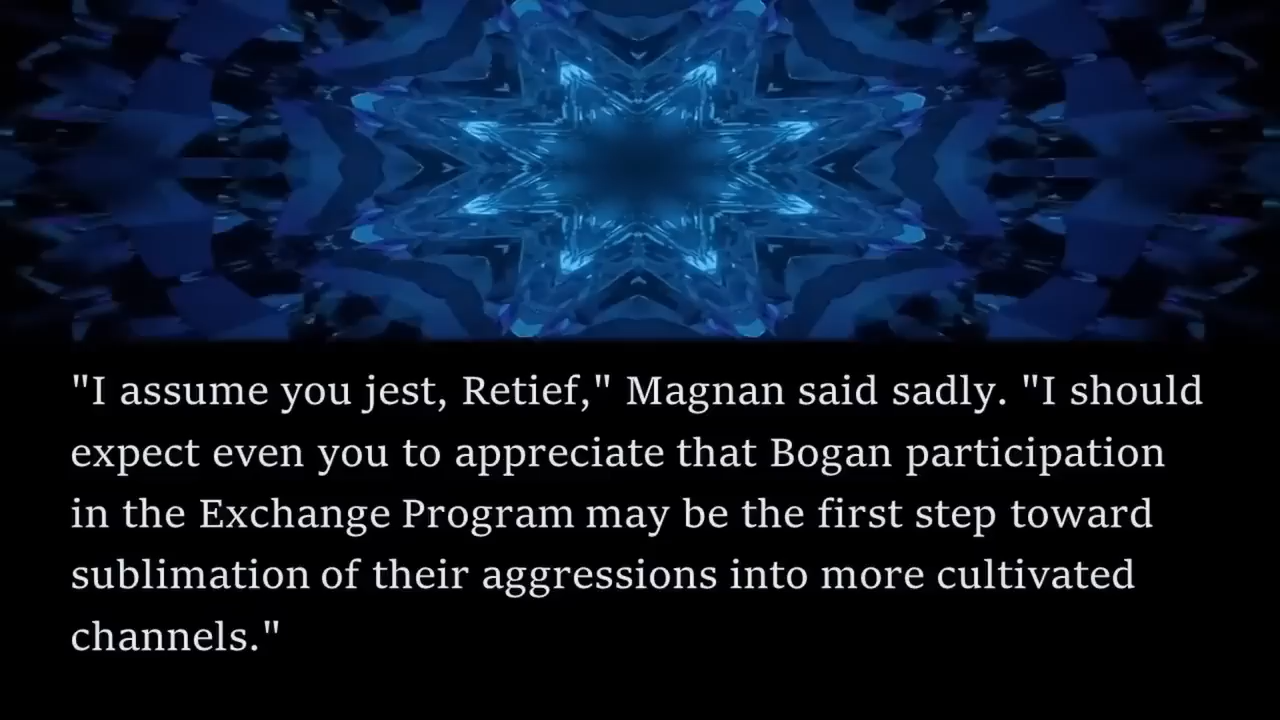 "I assume you jest, Retief," Magnan said sadly. "I should
expect even you to appreciate that Bogan participation
in the Exchange Program may be the first step toward
sublimation of their aggressions into more cultivated
channels."